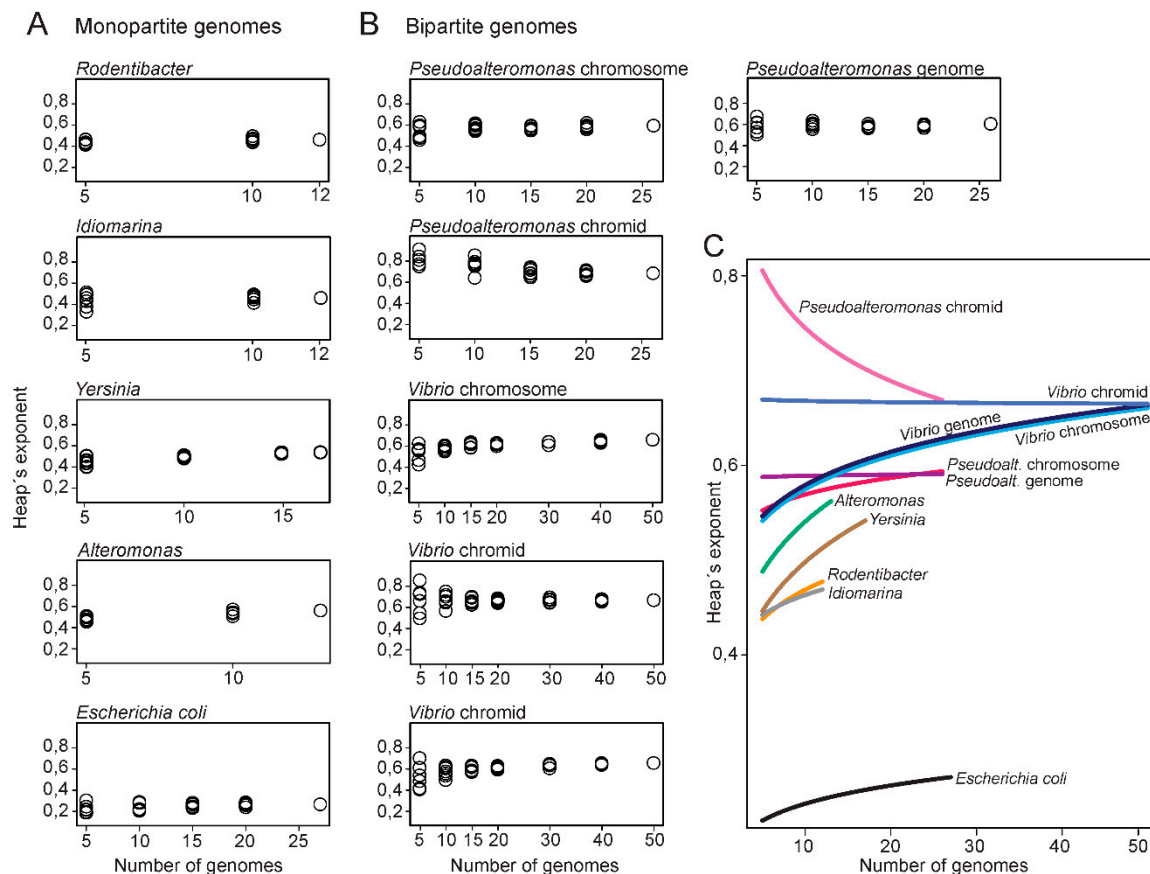 A Monopartite genomes
B Bipartite genomes
Rodentibacter
0,8
0,6
0,4
0,2
5 10 12
Idiomarina
0,8
0,6
0,4
0,2
5 10 12
Yersinia
0,8
0,6
0,4
0,2
5 10 15
Alteromonas
0,8
0,6
0,4
0,2
5 10
Escherichia coli
0,8
0,6
0,4
0,2
5 10 15 20 25
Heap´s exponent
Number of genomes
Pseudoalteromonas chromosome
0,8
0,6
0,4
0,2
5 10 15 20 25
Pseudoalteromonas chromid
0,8
0,6
0,4
0,2
5 10 15 20 25
Vibrio chromosome
0,8
0,6
0,4
0,2
5 10 15 20 30 40 50
Vibrio chromid
0,8
0,6
0,4
0,2
5 10 15 20 30 40 50
Vibrio chromid
0,8
0,6
0,4
0,2
5 10 15 20 30 40 50
Number of genomes
Pseudoalteromonas genome
0,8
0,6
0,4
0,2
5 10 15 20 25
C
0,8
0,6
0,4
Heap´s exponent
Pseudoalteromonas chromid
Vibrio chromid
Vibrio genome
Vibrio chromosome
Pseudoalt. chromosome
Pseudoalt. genome
Alteromonas
Yersinia
Rodentibacter
Idiomarina
Escherichia coli
10 20 30 40 50
Number of genomes